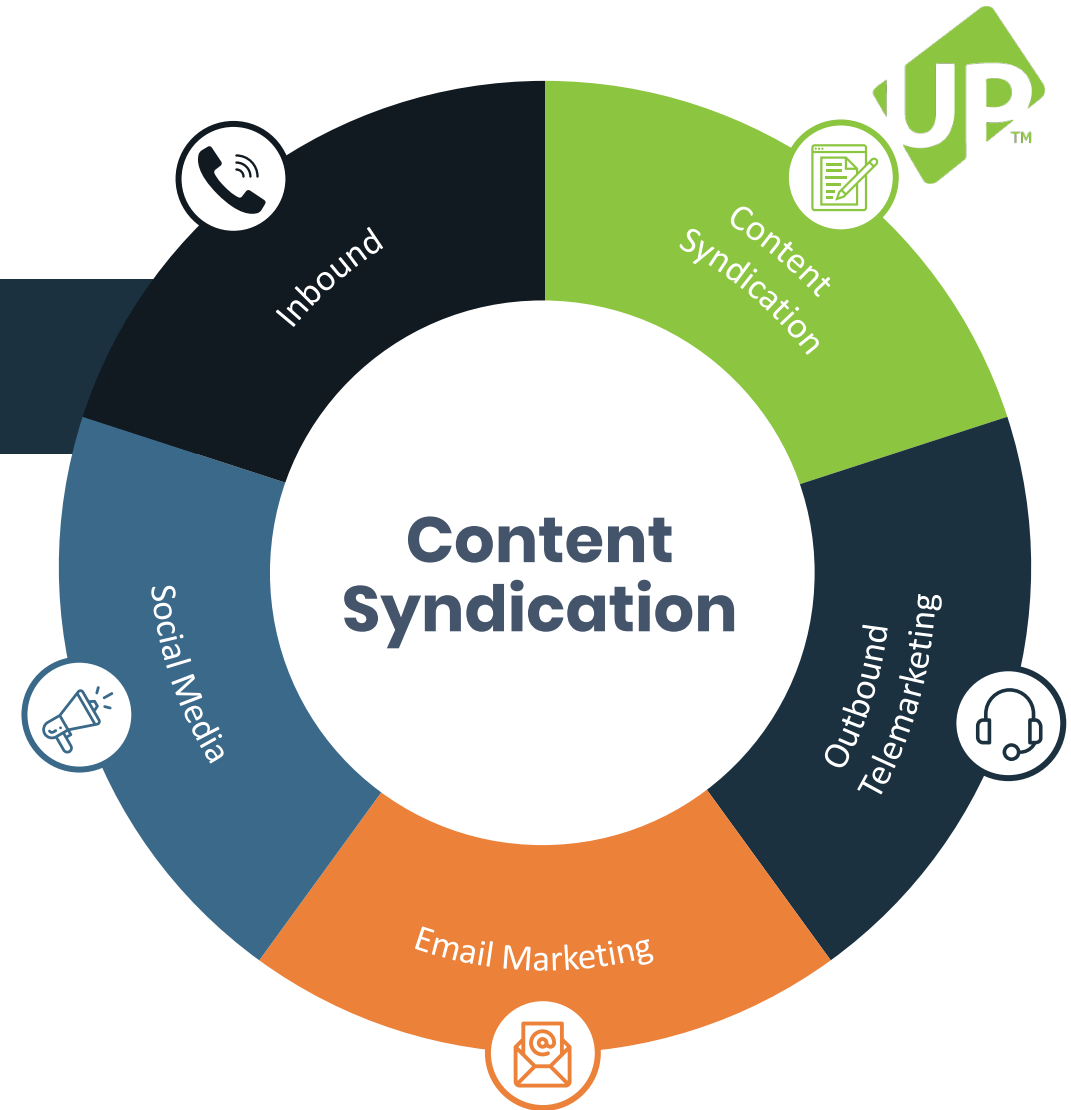 UP
TM
Inbound
Content
Syndication
Content
Syndication
Social Media
Outbound
Telemarketing
Email Marketing
@